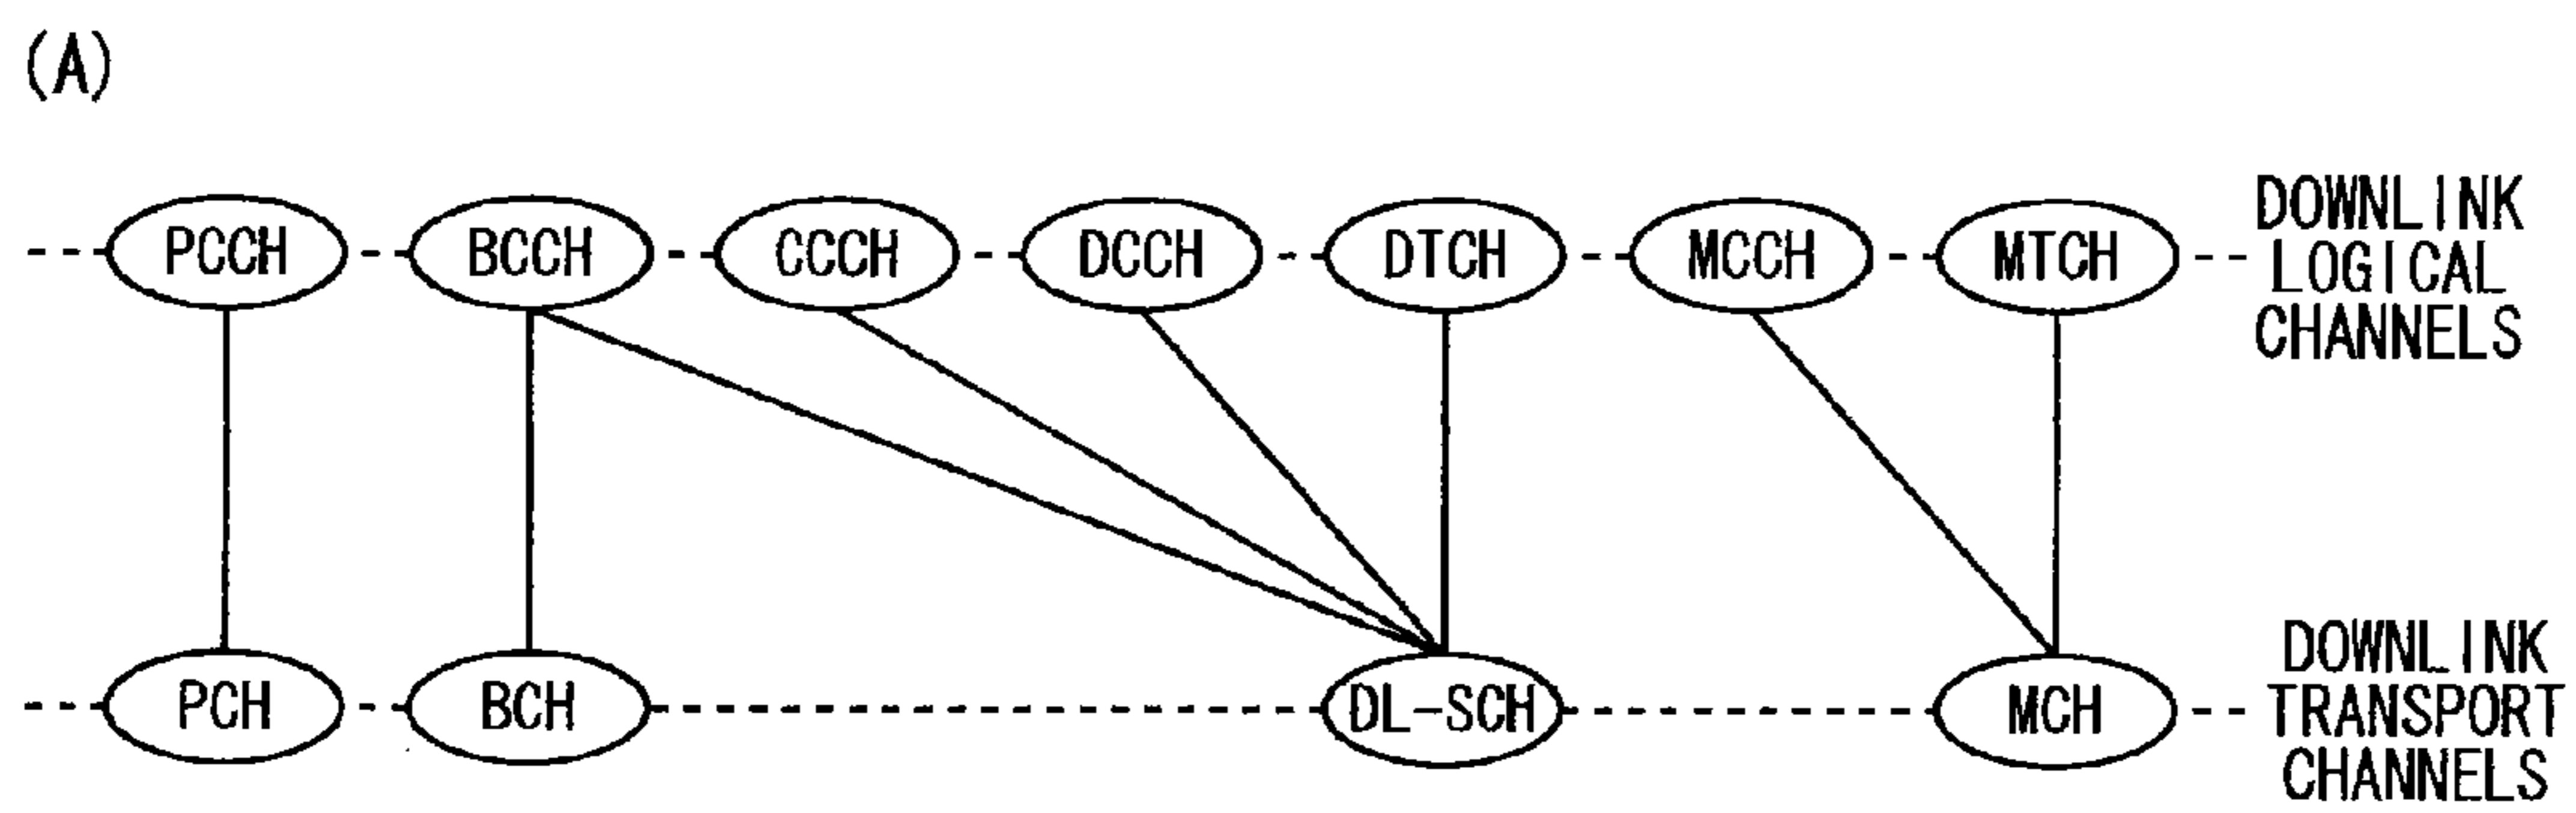 (A)
PCCH
BCCH
CCCH
DCCH
DTCH
MCCH
MTCH
DOWNLINK
LOGICAL
CHANNELS
PCH
BCH
DL-SCH
MCH
DOWNLINK
TRANSPORT
CHANNELS